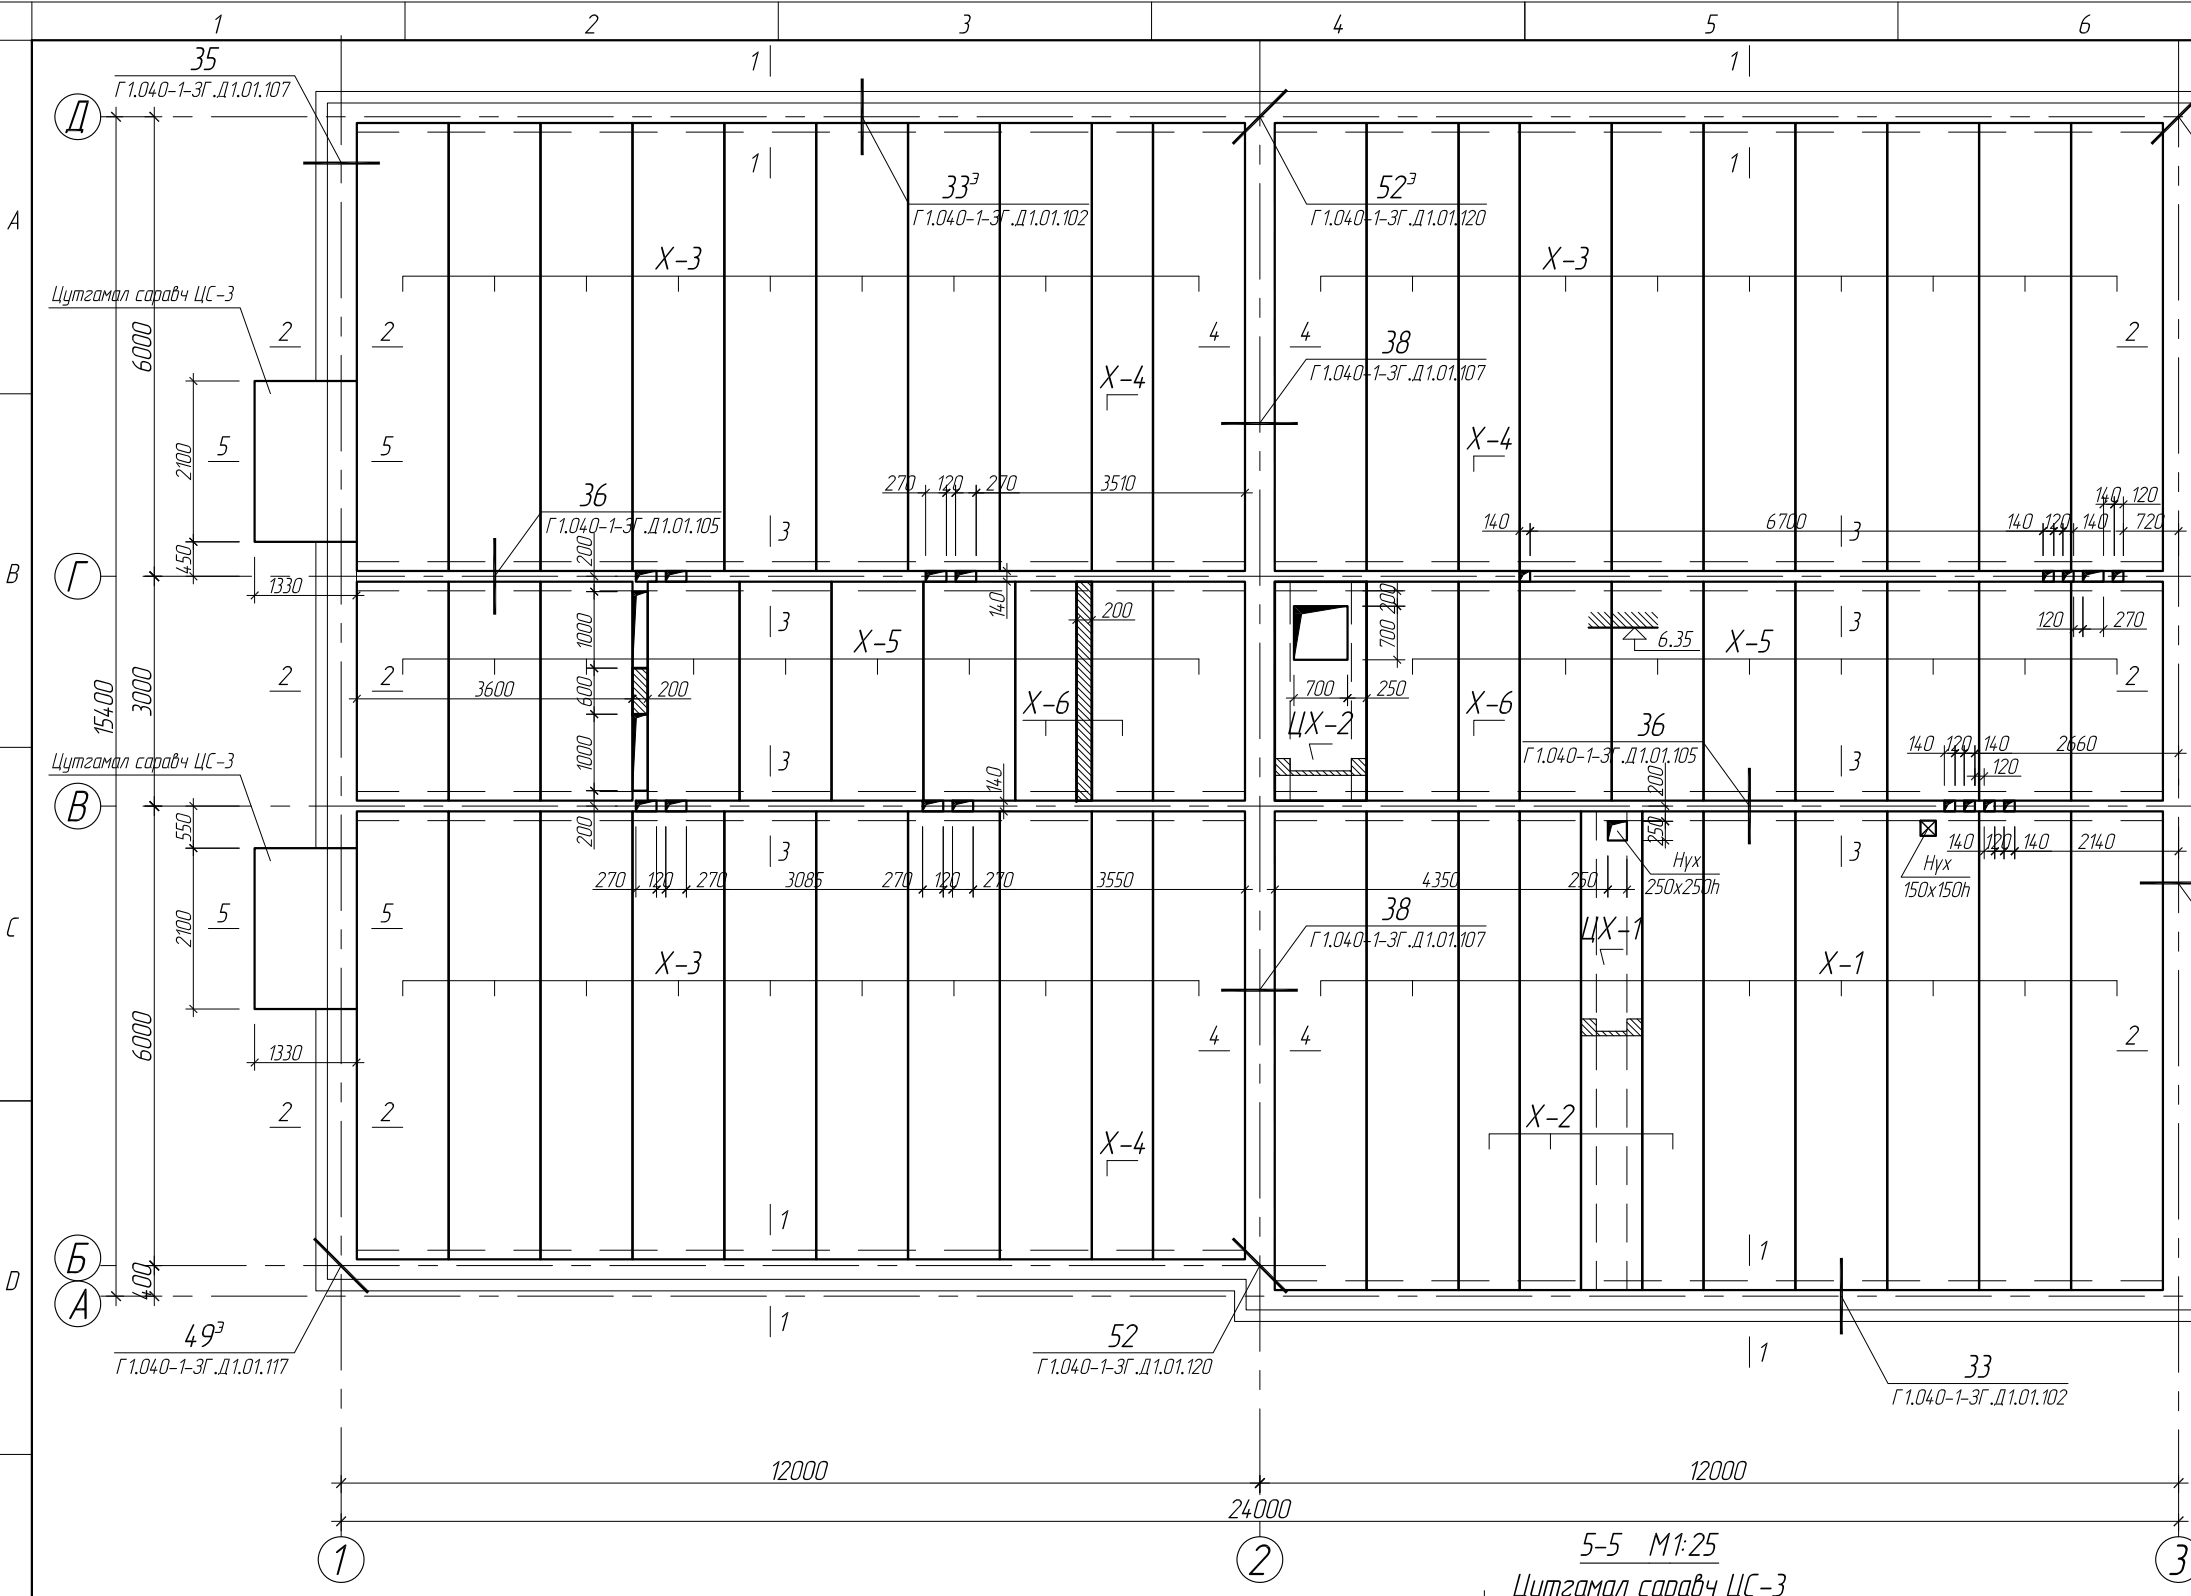 1 2 3 4 5 6
35
Г1.040-1-3Г.Д1.01.107
1 1
Д
1 1
33Э
Г1.040-1-3Г.Д1.01.102
52Э
Г1.040-1-3Г.Д1.01.120
A
Х-3 Х-3
Цутгамал саравч ЦС-3
2 2 4 4 2
6000
38
Г1.040-1-3Г.Д1.01.107
Х-4
Х-4
2100
5 5
270 120 270 3510
36
Г1.040-1-3Г.Д1.01.105
3
140 6700 3 140 120 140 720
140 120
450
200
B
Г
1330
140
200
200
700
3 3
120 270
1000
6.35
Х-5 Х-5
2 2 2
15400
3000
3600 600 200
700 250
Х-6 Х-6
ЦХ-2
36
Г1.040-1-3Г.Д1.01.105
1000
3 3
140 120 140 2660
120
Цутгамал саравч ЦС-3
140
200
В
550
200
250
3 3
140 120 140 2140
Нүх
250х250h
Нүх
150х150h
270 120 270 3085 270 120 270 3550
4350 250
2100
5 5
38
Г1.040-1-3Г.Д1.01.107
ЦХ-1
C
Х-3 Х-1
6000
4 4 2
1330
2 2
Х-2
Х-4
1 1
Б
400
D
А
1
49Э
Г1.040-1-3Г.Д1.01.117
52
Г1.040-1-3Г.Д1.01.120
1
33
Г1.040-1-3Г.Д1.01.102
12000 12000
24000
1 2 3
5-5 М1:25
Цутгамал саравч ЦС-3